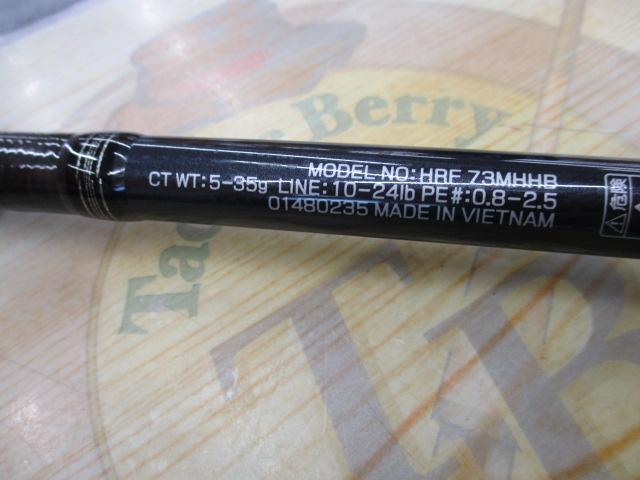 MODEL NO:HRF 73MHHB
CT WT:5-35g LINE:10-24lb PE#:0.8-2.5
01480235 MADE IN VIETNAM
危険
Berry
TB